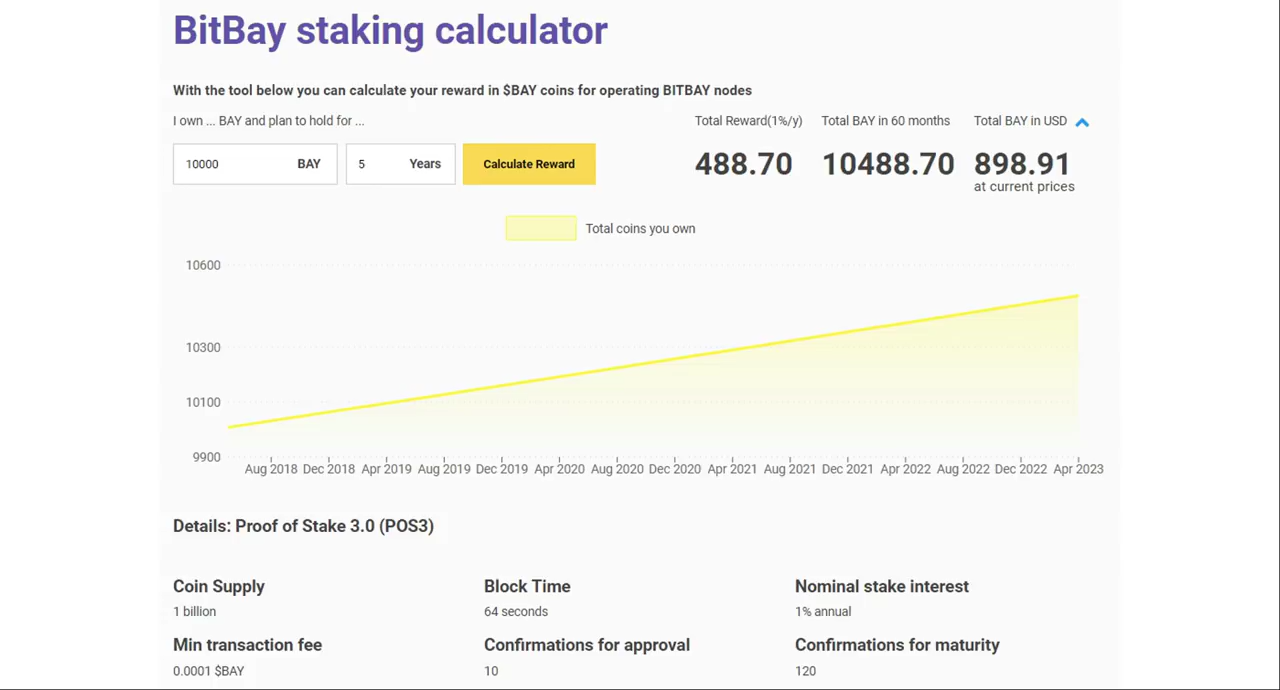 BitBay staking calculator
With the tool below you can calculate your reward in $BAY coins for operating BITBAY nodes
I own ... BAY and plan to hold for ...
Total Reward(1%/y) Total BAY in 60 months Total BAY in USD
10000 BAY 5 Years Calculate Reward 488.70 10488.70 898.91
at current prices
Total coins you own
10600
10300
10100
9900
Aug 2018 Dec 2018 Apr 2019 Aug 2019 Dec 2019 Apr 2020 Aug 2020 Dec 2020 Apr 2021 Aug 2021 Dec 2021 Apr 2022 Aug 2022 Dec 2022 Apr 2023
Details: Proof of Stake 3.0 (POS3)
Coin Supply Block Time Nominal stake interest
1 billion 64 seconds 1% annual
Min transaction fee Confirmations for approval Confirmations for maturity
0.0001 $BAY 10 120